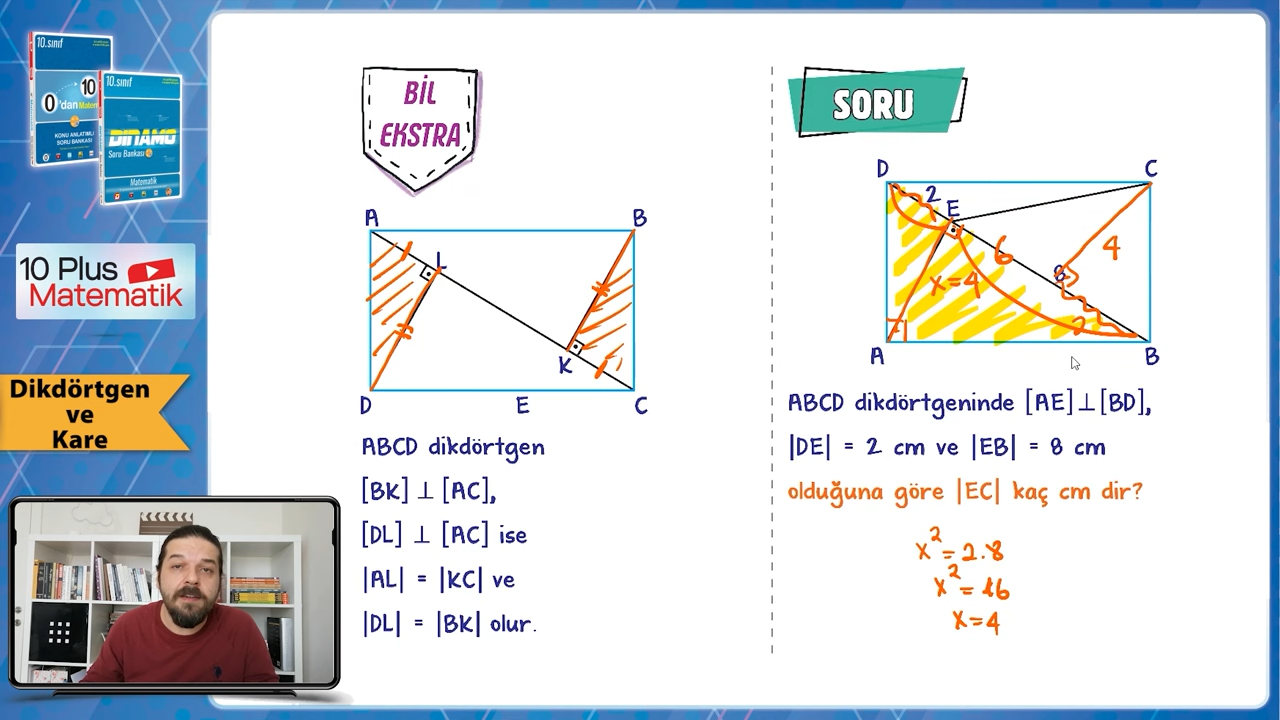 10.sınıf
0'dan 10
KONU ANLATIMLI
SORU BANKASI
10.sınıf
DİNAMO
Soru Bankası
Matematik
10 Plus
Matematik
Dikdörtgen
ve
Kare
BİL
EKSTRA
A
B
L
K
D
E
C
ABCD dikdörtgen
[BK] ⊥ [AC],
[DL] ⊥ [AC] ise
|AL| = |KC| ve
|DL| = |BK| olur.
SORU
D
C
2
E
6
4
8
x=4
2
A
B
ABCD dikdörtgeninde [AE]⊥[BD],
|DE| = 2 cm ve |EB| = 8 cm
olduğuna göre |EC| kaç cm dir?
x²=2.8
x²=16
x=4